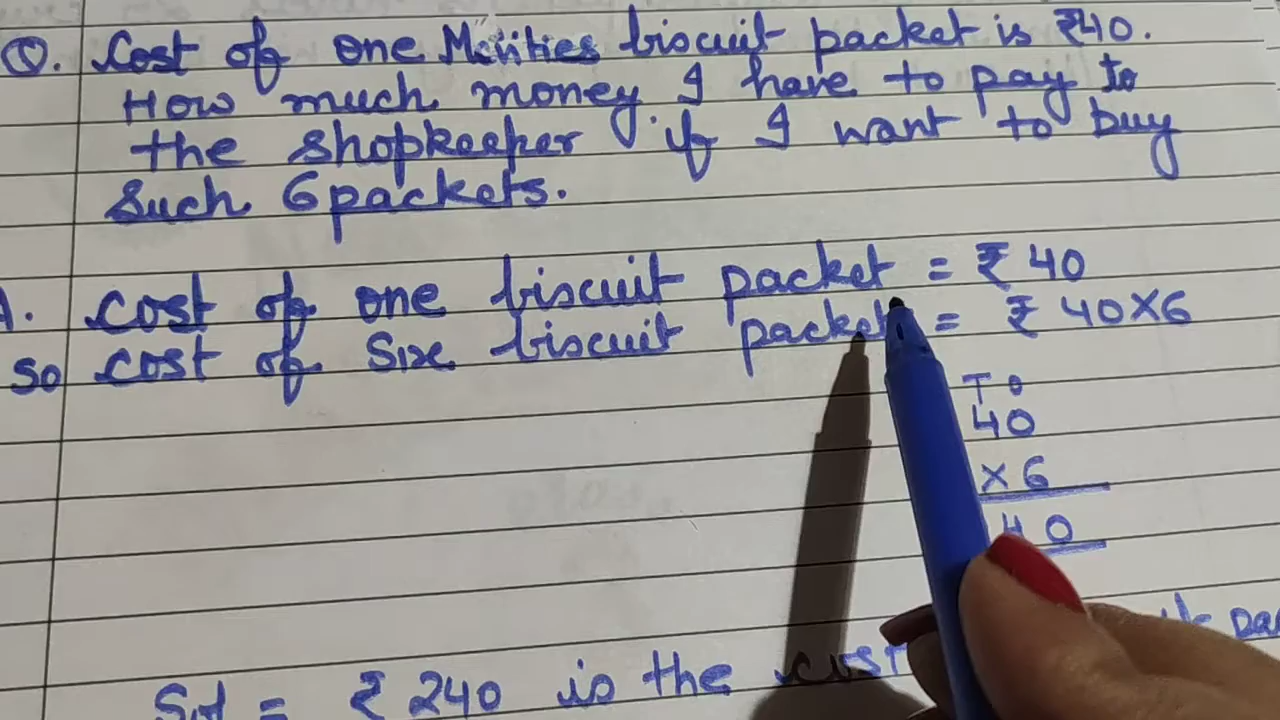 Q. Cost of one Marities biscuit packet is ₹40.
How much money I have to pay to
the shopkeeper if I want to buy
such 6 packets.
A. Cost of one biscuit packet = ₹ 40
So cost of Six biscuit packet = ₹ 40×6
T O
40
× 6
40
= ₹ 240 is the cost